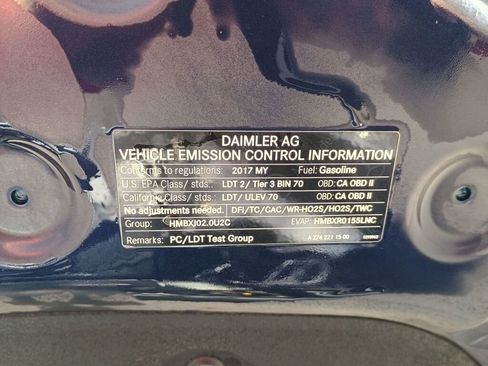 DAIMLER AG
VEHICLE EMISSION CONTROL INFORMATION
Conforms to regulations: 2017 MY Fuel: Gasoline
U.S. EPA Class/ stds.: LDT 2/ Tier 3 BIN 70 OBD: CA OBD II
California Class/ stds.: LDT / ULEV 70 OBD: CA OBD II
No adjustments needed. DFI/TC/CAC/WR-HO2S/HO2S/TWC
Group: HMBXJ02.0U2C EVAP: HMBXR0155LNC
Remarks: PC/LDT Test Group A 274 221 15 00